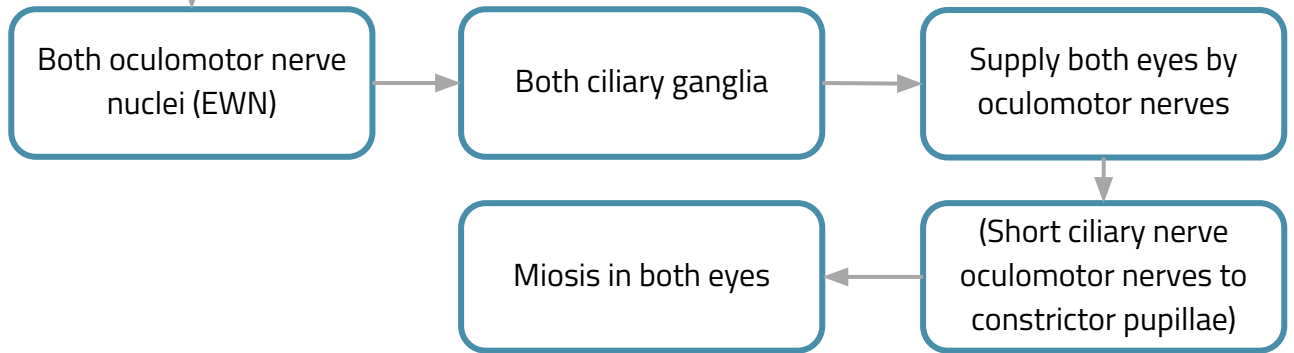 Both oculomotor nerve
nuclei (EWN)
Both ciliary ganglia
Supply both eyes by
oculomotor nerves
(Short ciliary nerve
oculomotor nerves to
constrictor pupillae)
Miosis in both eyes